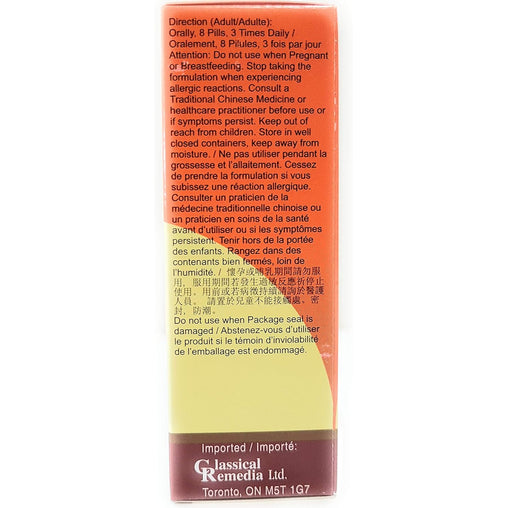 Direction (Adult/Adulte):
Orally, 8 Pills, 3 Times Daily /
Oralement, 8 Pilules, 3 fois par jour
Attention: Do not use when Pregnant
or Breastfeeding. Stop taking the
formulation when experiencing
allergic reactions. Consult a
Traditional Chinese Medicine or
healthcare practitioner before use or
if symptoms persist. Keep out of
reach from children. Store in well
closed containers, keep away from
moisture. / Ne pas utiliser pendant la
grossesse et l'allaitement. Cessez
de prendre la formulation si vous
subissez une réaction allergique.
Consulter un praticien de la
médecine traditionnelle chinoise ou
un praticien en soins de la santé
avant d'utiliser ou si les symptômes
persistent. Tenir hors de la portée
des enfants. Rangez dans des
contenants bien fermés, loin de
l'humidité. / 懷孕或哺乳期間請勿服
用，服用期間若發生過敏反應祈停止
使用。用前或若病徵持續請詢於醫護
人員。 請置於兒童不能接觸處、密
封，防潮。
Do not use when Package seal is
damaged / Abstenez-vous d'utiliser
le produit si le témoin d'inviolabilité
de l'emballage est endommagé.
Imported / Importé:
Classical
Remedia Ltd.
Toronto, ON M5T 1G7